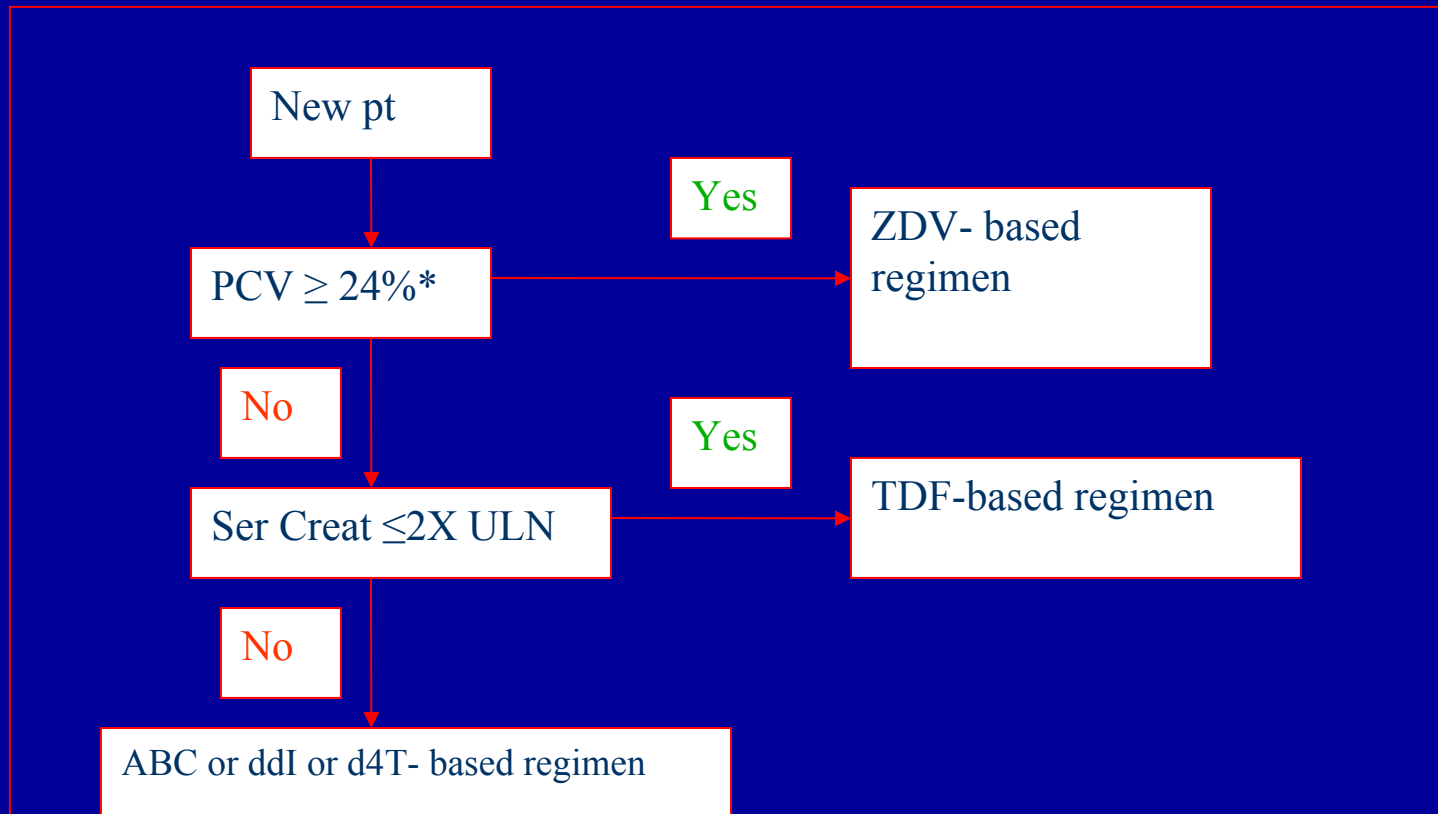 New pt
Yes
ZDV- based
regimen
PCV ≥ 24%*
No
Yes
TDF-based regimen
Ser Creat ≤2X ULN
No
ABC or ddI or d4T- based regimen